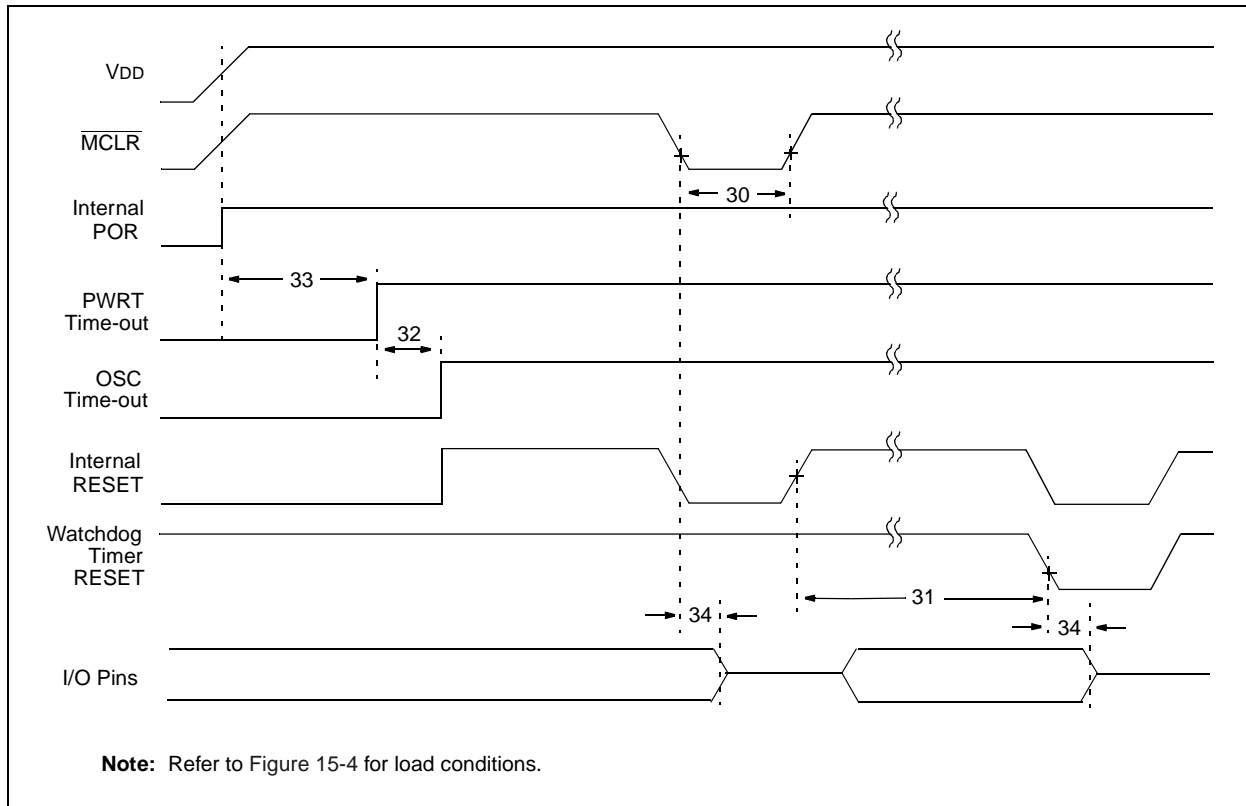 VDD
MCLR
30
Internal
POR
33
PWRT
Time-out
32
OSC
Time-out
Internal
RESET
Watchdog
Timer
RESET
31
34
34
I/O Pins
Note: Refer to Figure 15-4 for load conditions.